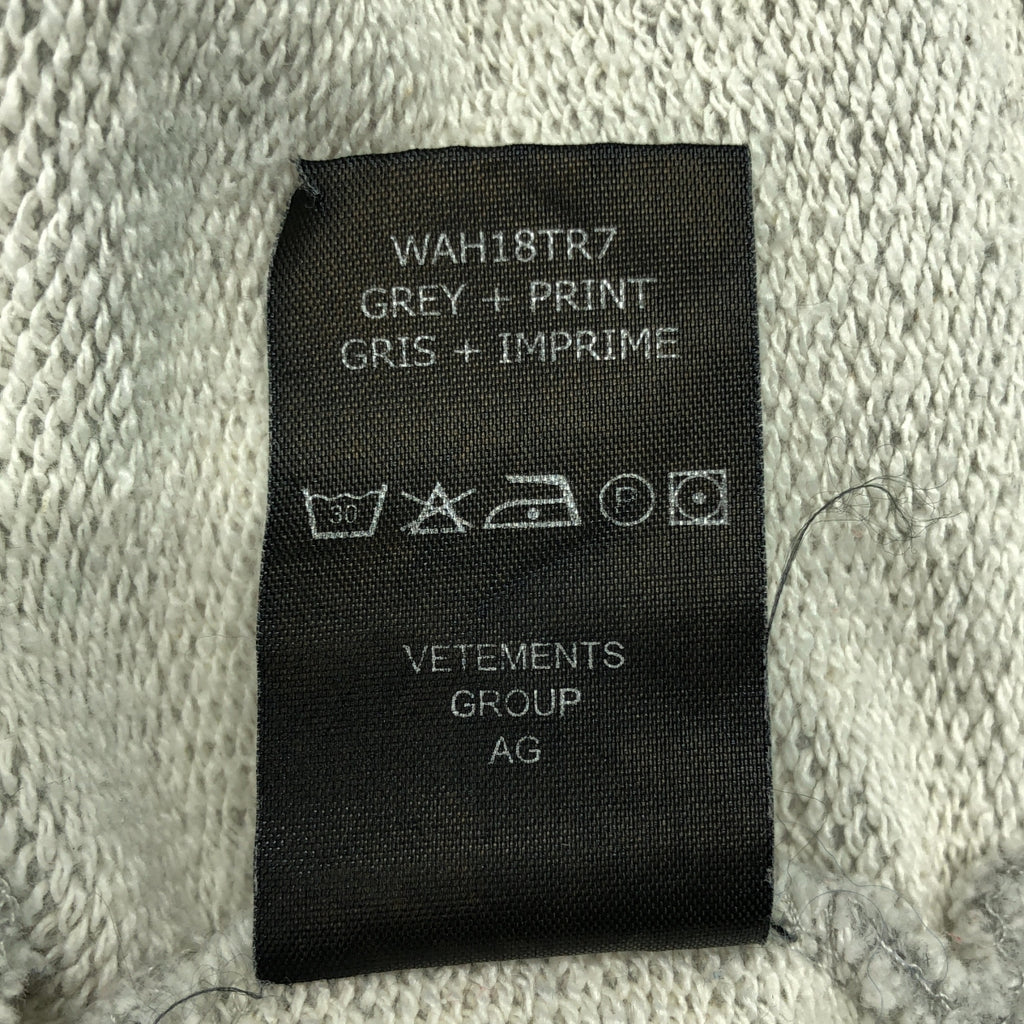 WAH18TR7
GREY + PRINT
GRIS + IMPRIME
30 P
VETEMENTS
GROUP
AG